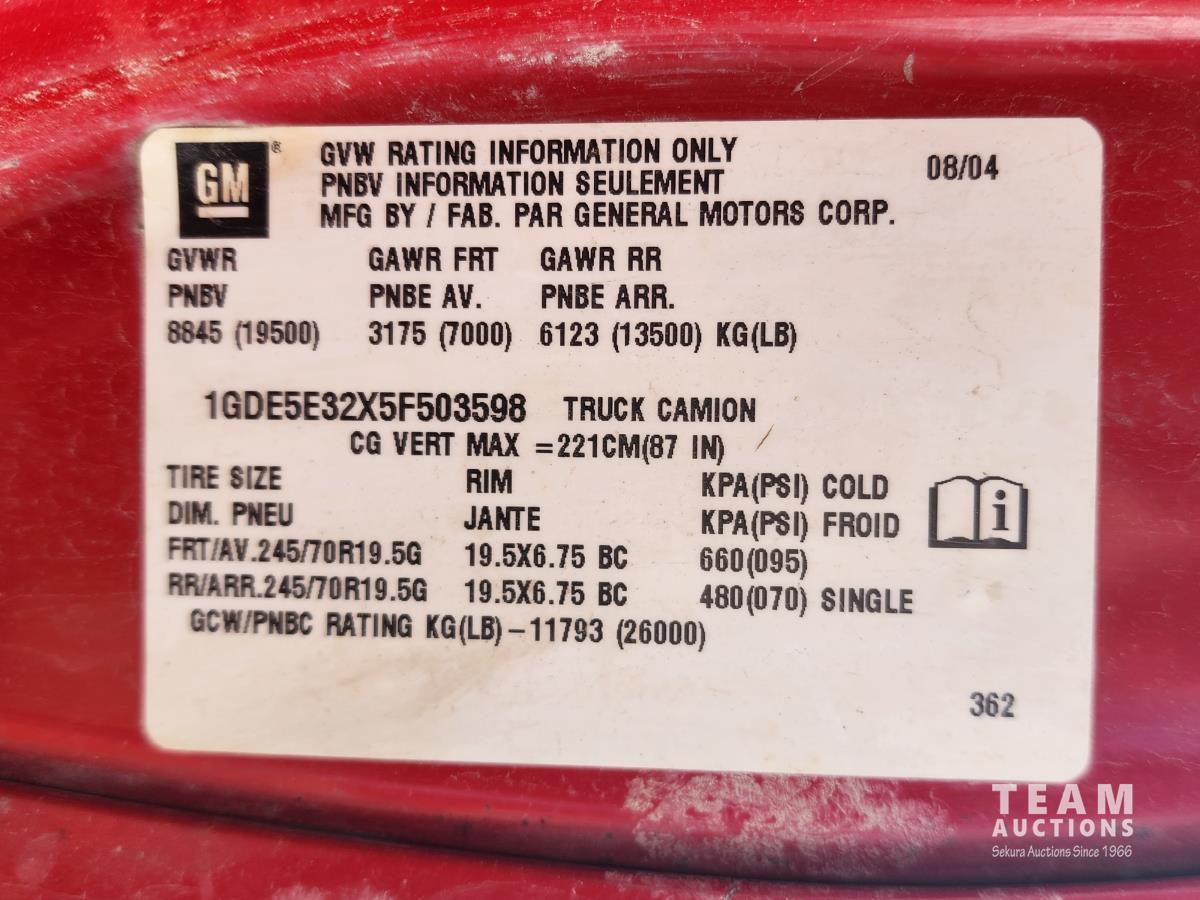 GM ®
GVW RATING INFORMATION ONLY
PNBV INFORMATION SEULEMENT
MFG BY / FAB. PAR GENERAL MOTORS CORP.
08/04
GVWR GAWR FRT GAWR RR
PNBV PNBE AV. PNBE ARR.
8845 (19500) 3175 (7000) 6123 (13500) KG(LB)
1GDE5E32X5F503598 TRUCK CAMION
CG VERT MAX =221CM(87 IN)
TIRE SIZE RIM KPA(PSI) COLD
DIM. PNEU JANTE KPA(PSI) FROID
FRT/AV.245/70R19.5G 19.5X6.75 BC 660(095)
RR/ARR.245/70R19.5G 19.5X6.75 BC 480(070) SINGLE
GCW/PNBC RATING KG(LB)-11793 (26000)
i
362
TEAM
AUCTIONS
Sekura Auctions Since 1966